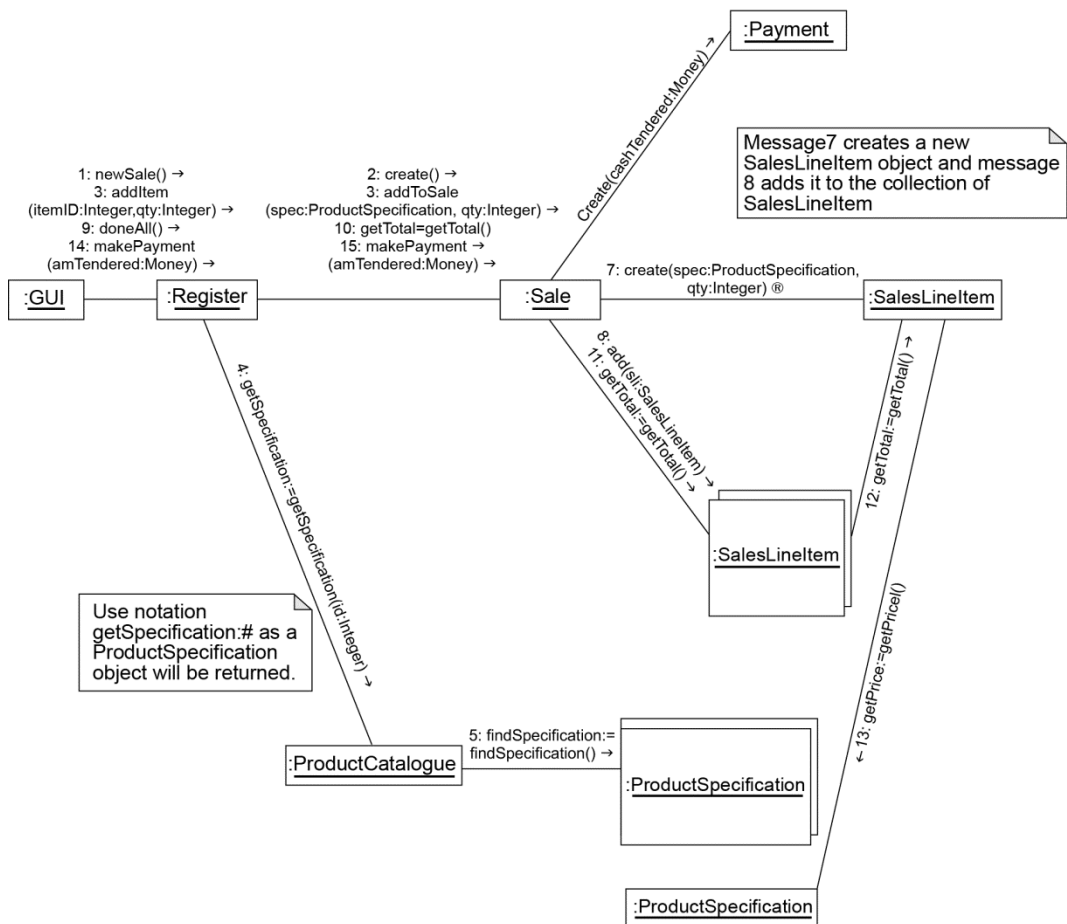 :Payment
Create(cashTendered:Money) →
Message7 creates a new
SalesLineItem object and message
8 adds it to the collection of
SalesLineItem
1: newSale() →
3: addItem
(itemID:Integer,qty:Integer) →
9: doneAll() →
14: makePayment
(amTendered:Money) →
2: create() →
3: addToSale
(spec:ProductSpecification, qty:Integer) →
10: getTotal=getTotal()
15: makePayment →
(amTendered:Money) →
7: create(spec:ProductSpecification,
qty:Integer) ®
:GUI
:Register
:Sale
:SalesLineItem
8: add(sli:SalesLineItem) →
11: getTotal:=getTotal() →
12: getTotal:=getTotal() →
4: getSpecification:=getSpecification(id:Integer) →
:SalesLineItem
← 13: getPrice:=getPricel()
Use notation
getSpecification:# as a
ProductSpecification
object will be returned.
5: findSpecification:=
findSpecification() →
:ProductCatalogue
:ProductSpecification
:ProductSpecification